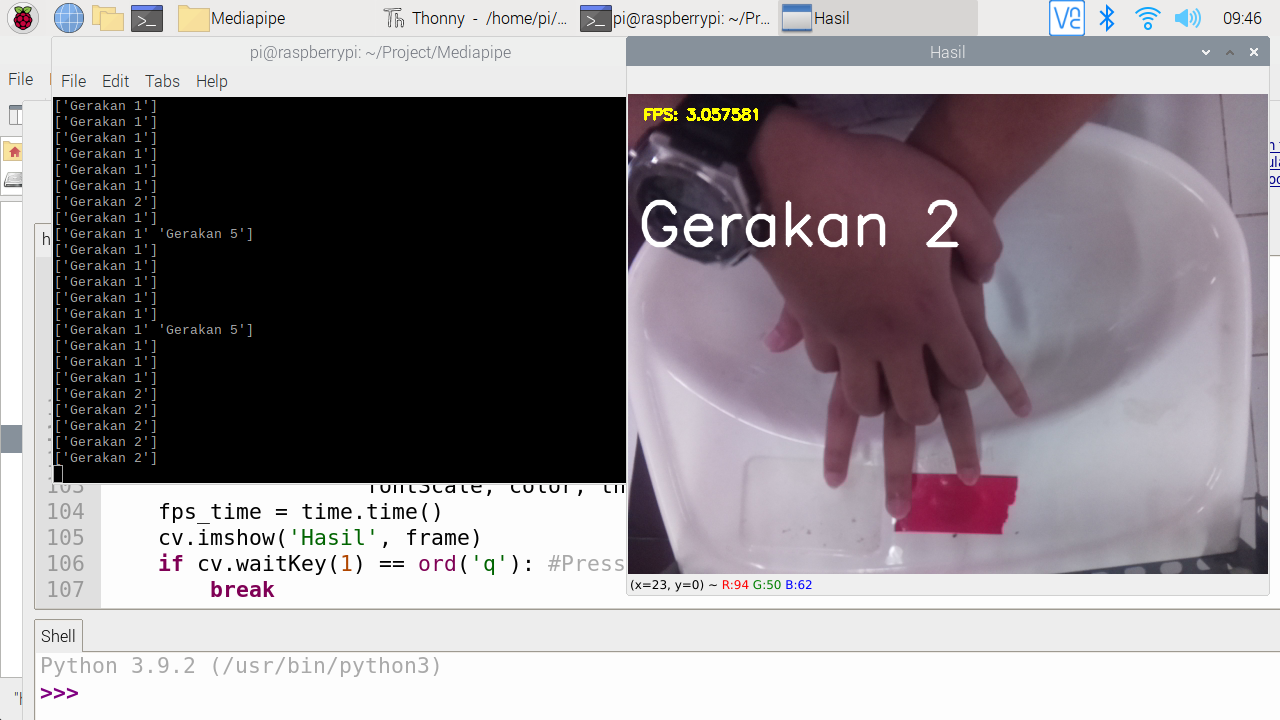 Mediapipe
Thonny - /home/pi/...
pi@raspberrypi: ~/Pr...
Hasil
V2
09:46
File
pi@raspberrypi: ~/Project/Mediapipe
File Edit Tabs Help
['Gerakan 1']
['Gerakan 1']
['Gerakan 1']
['Gerakan 1']
['Gerakan 1']
['Gerakan 1']
['Gerakan 2']
['Gerakan 1']
['Gerakan 1' 'Gerakan 5']
['Gerakan 1']
['Gerakan 1']
['Gerakan 1']
['Gerakan 1']
['Gerakan 1']
['Gerakan 1' 'Gerakan 5']
['Gerakan 1']
['Gerakan 1']
['Gerakan 1']
['Gerakan 2']
['Gerakan 2']
['Gerakan 2']
['Gerakan 2']
['Gerakan 2']
Hasil
FPS: 3.057581
Gerakan 2
(x=23, y=0) ~ R:94 G:50 B:62
103 fontScale, color, th
104 fps_time = time.time()
105 cv.imshow('Hasil', frame)
106 if cv.waitKey(1) == ord('q'): #Press
107 break
Shell
Python 3.9.2 (/usr/bin/python3)
>>>